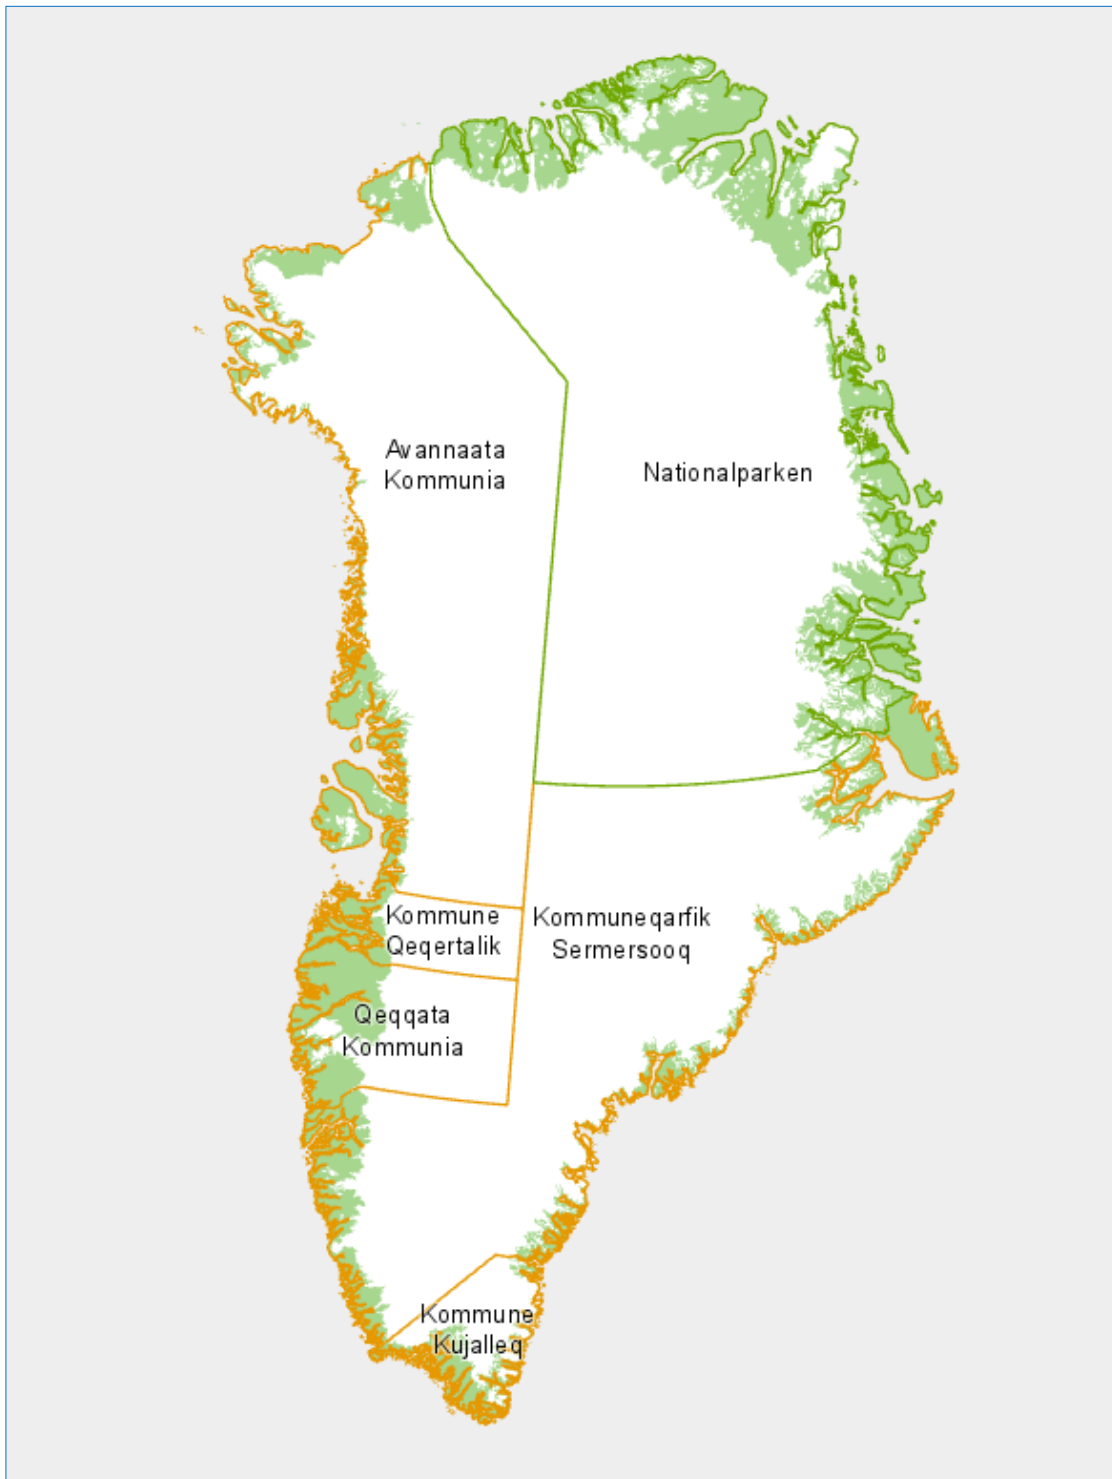 Avannaata
Kommunia
Nationalparken
Kommune
Qeqertalik
Kommuneqarfik
Sermersooq
Qeqqata
Kommunia
Kommune
Kujalleq